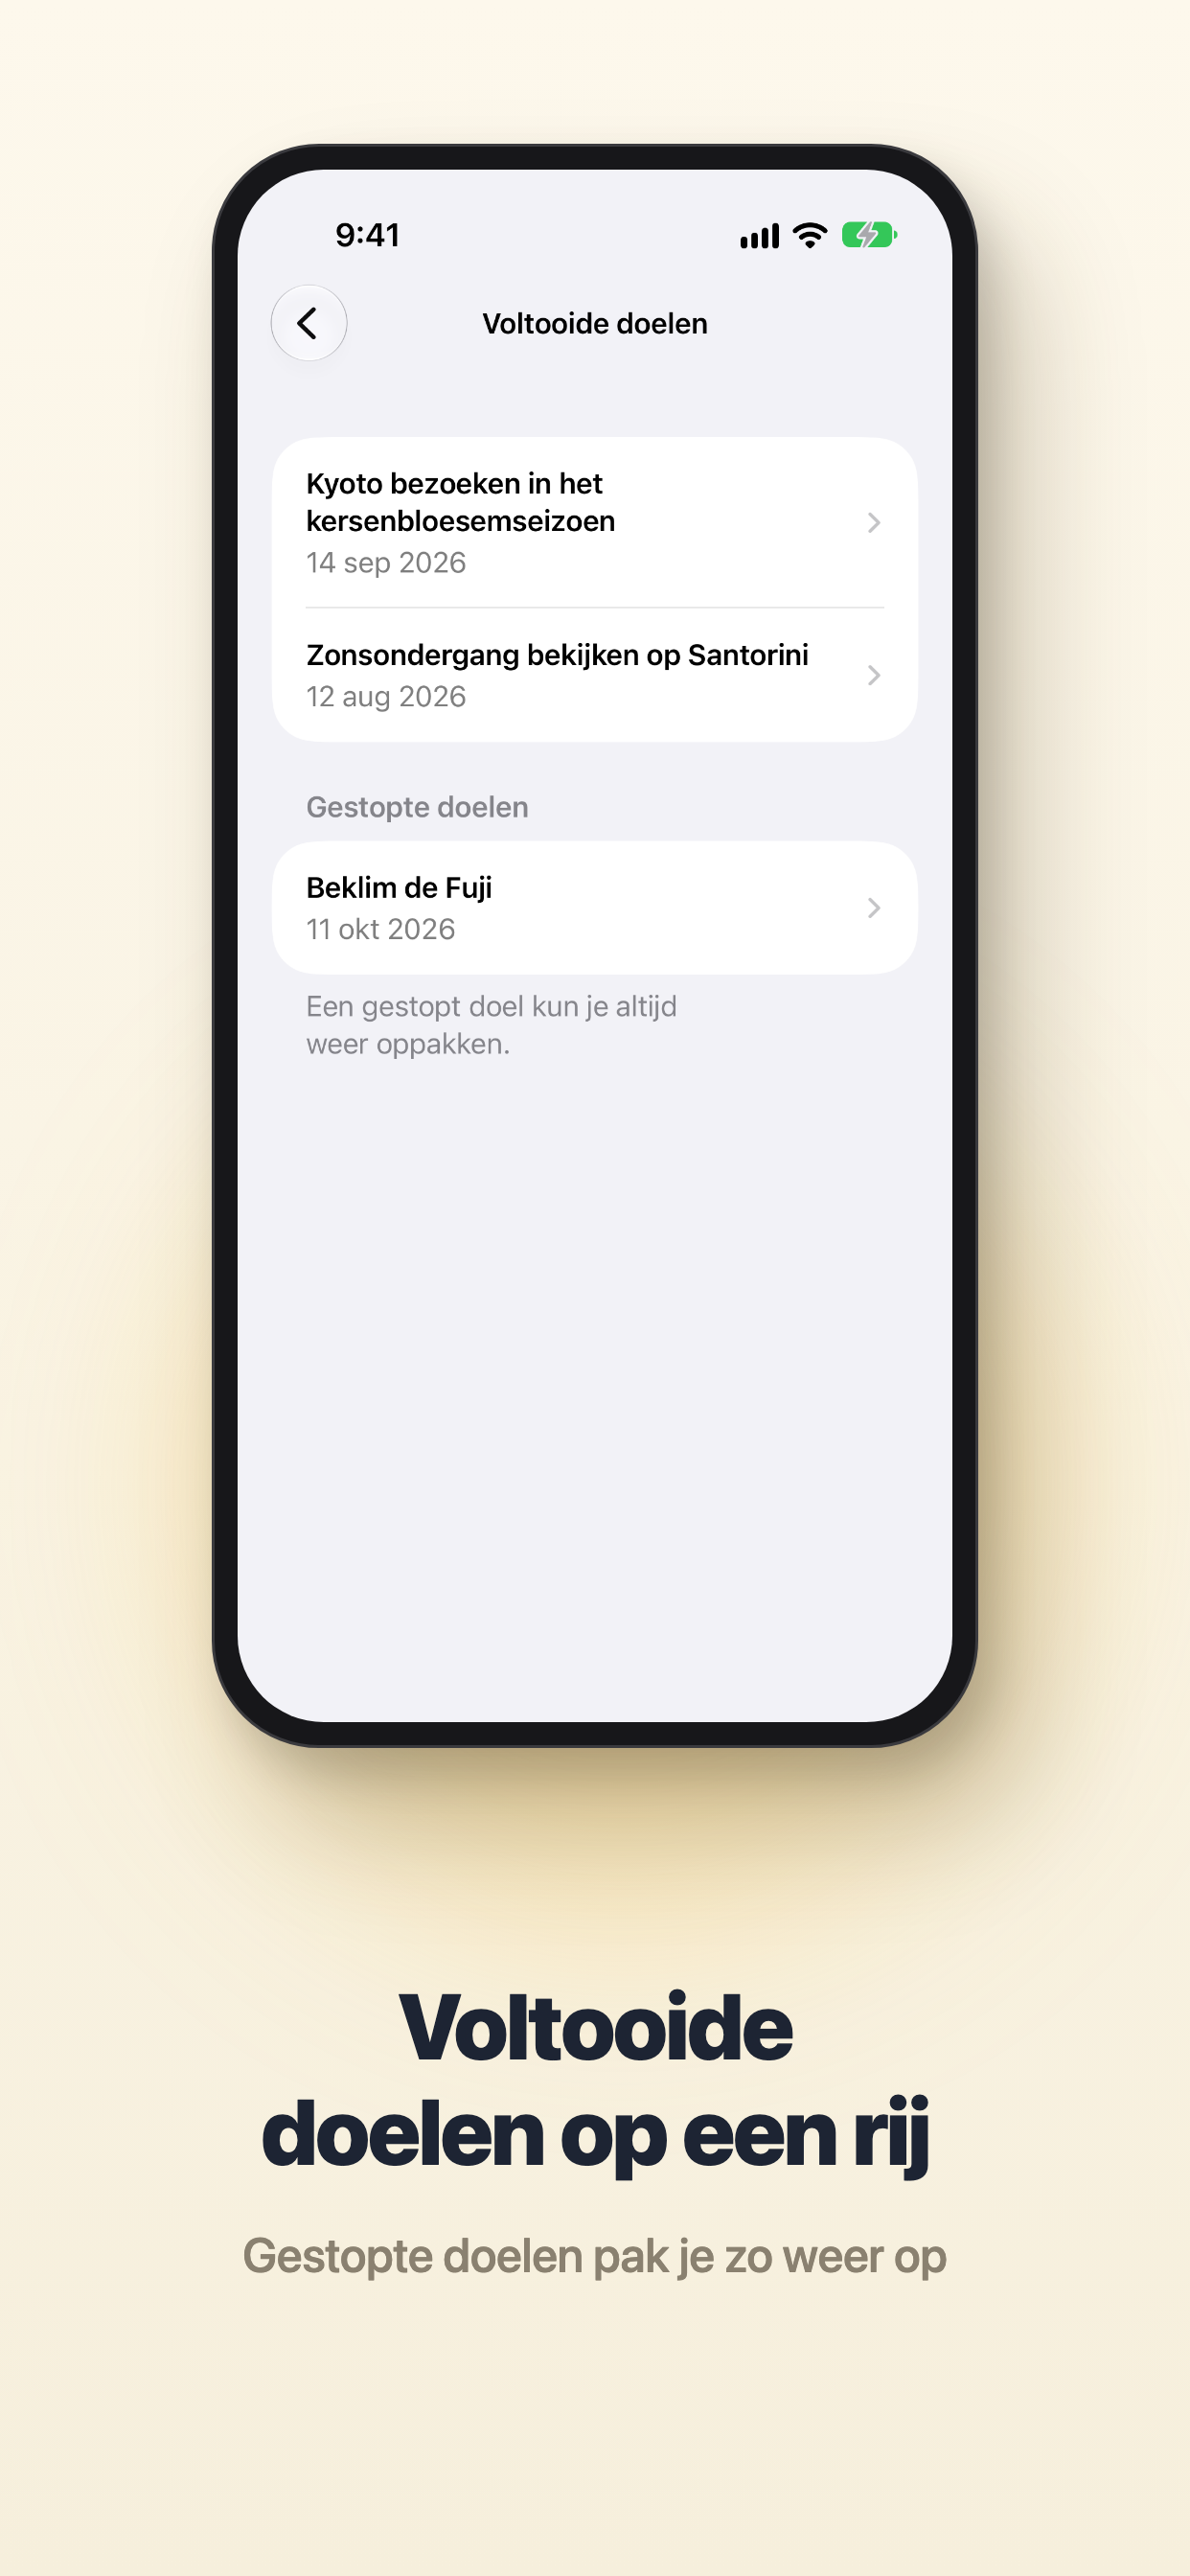 9:41
Voltooide doelen
Kyoto bezoeken in het
kersenbloesemseizoen
14 sep 2026
Zonsondergang bekijken op Santorini
12 aug 2026
Gestopte doelen
Beklim de Fuji
11 okt 2026
Een gestopt doel kun je altijd
weer oppakken.
Voltooide
doelen op een rij
Gestopte doelen pak je zo weer op